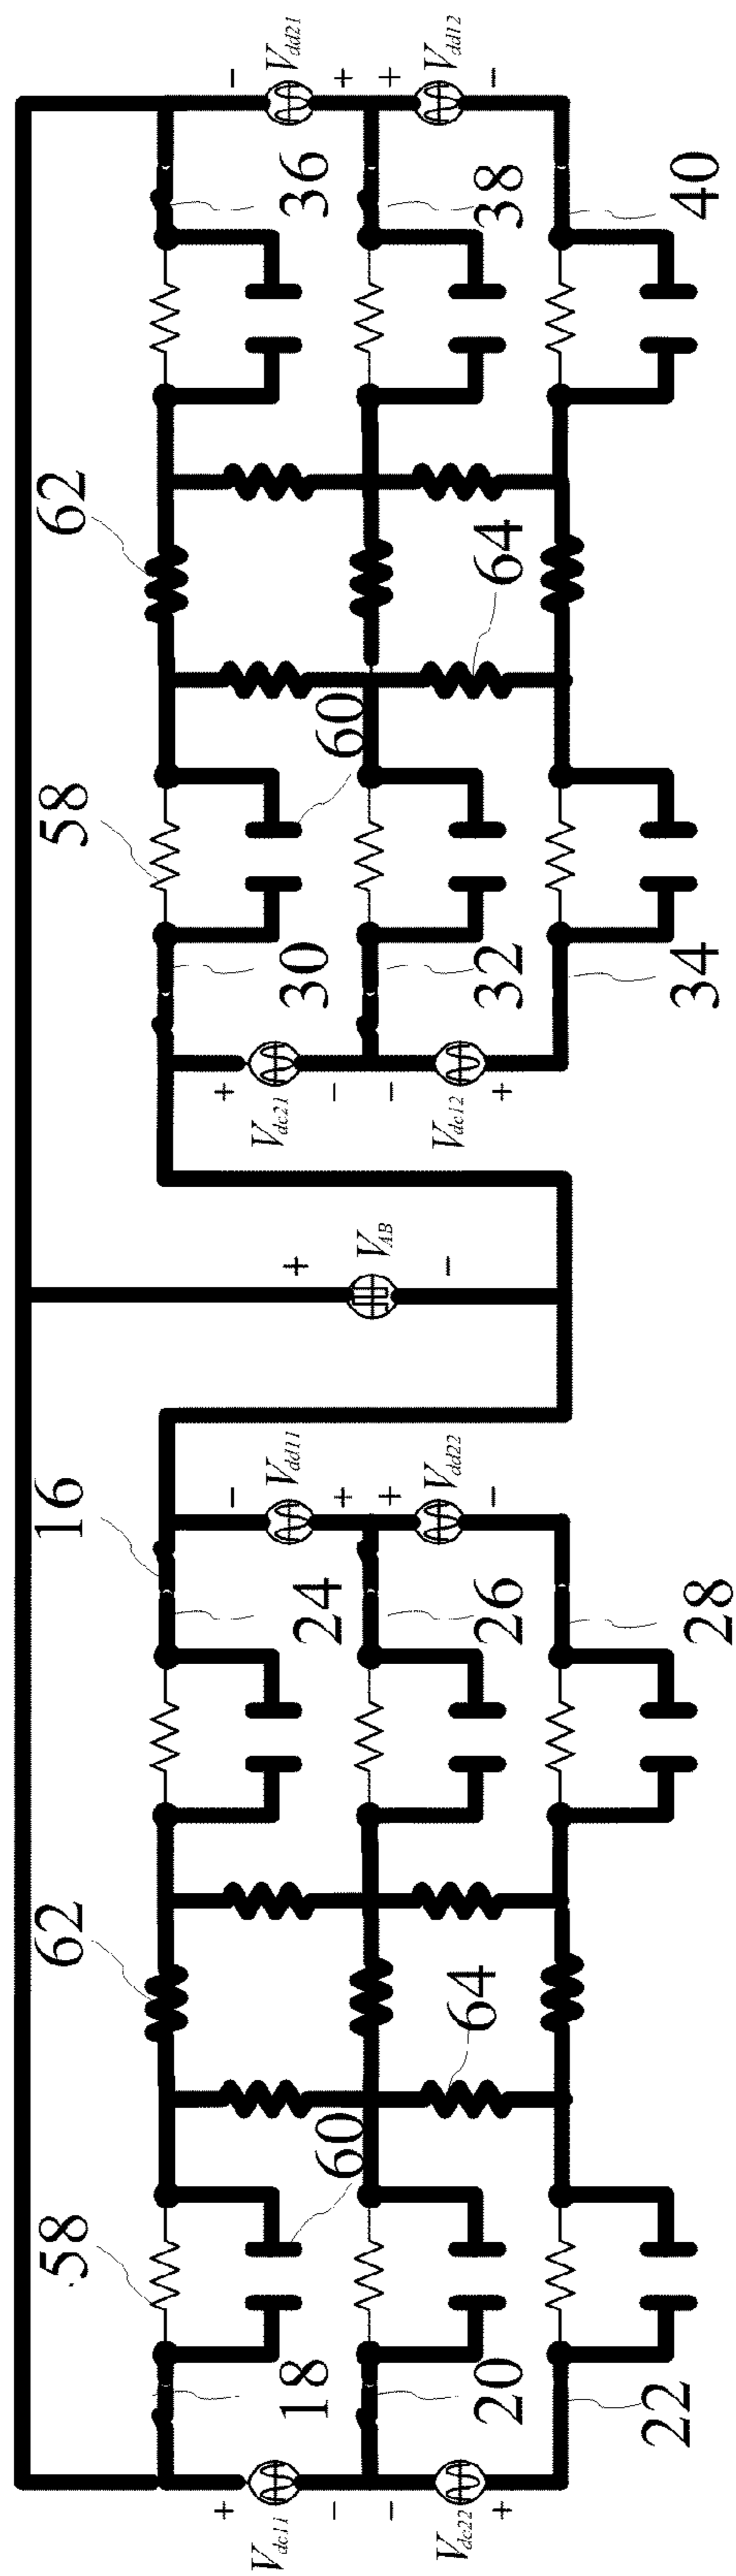 V_dd21
V_dd12
- + + -
36
38
40
62
64
60
58
30
32
34
+ - - +
V_dc21
V_dc12
V_AB
+ -
V_dd11
V_dd22
- + + -
16
24
26
28
62
64
60
58
18
20
22
+ - - +
V_dc11
V_dc22